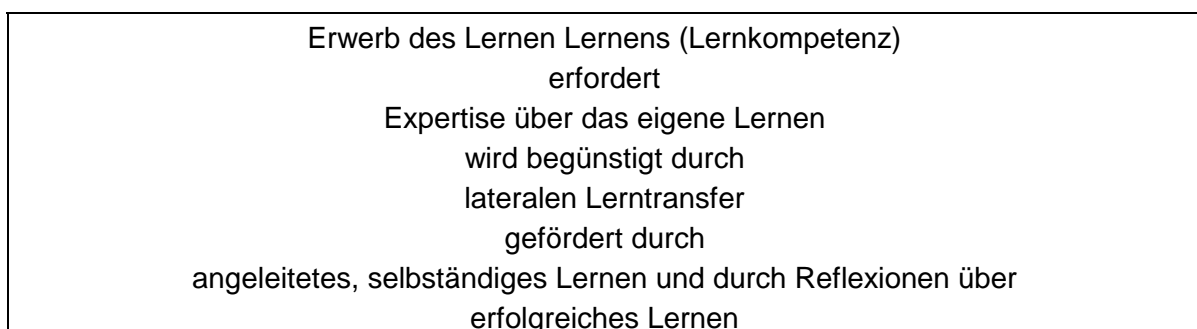 Erwerb des Lernen Lernens (Lernkompetenz)
erfordert
Expertise über das eigene Lernen
wird begünstigt durch
lateralen Lerntransfer
gefördert durch
angeleitetes, selbständiges Lernen und durch Reflexionen über
erfolgreiches Lernen